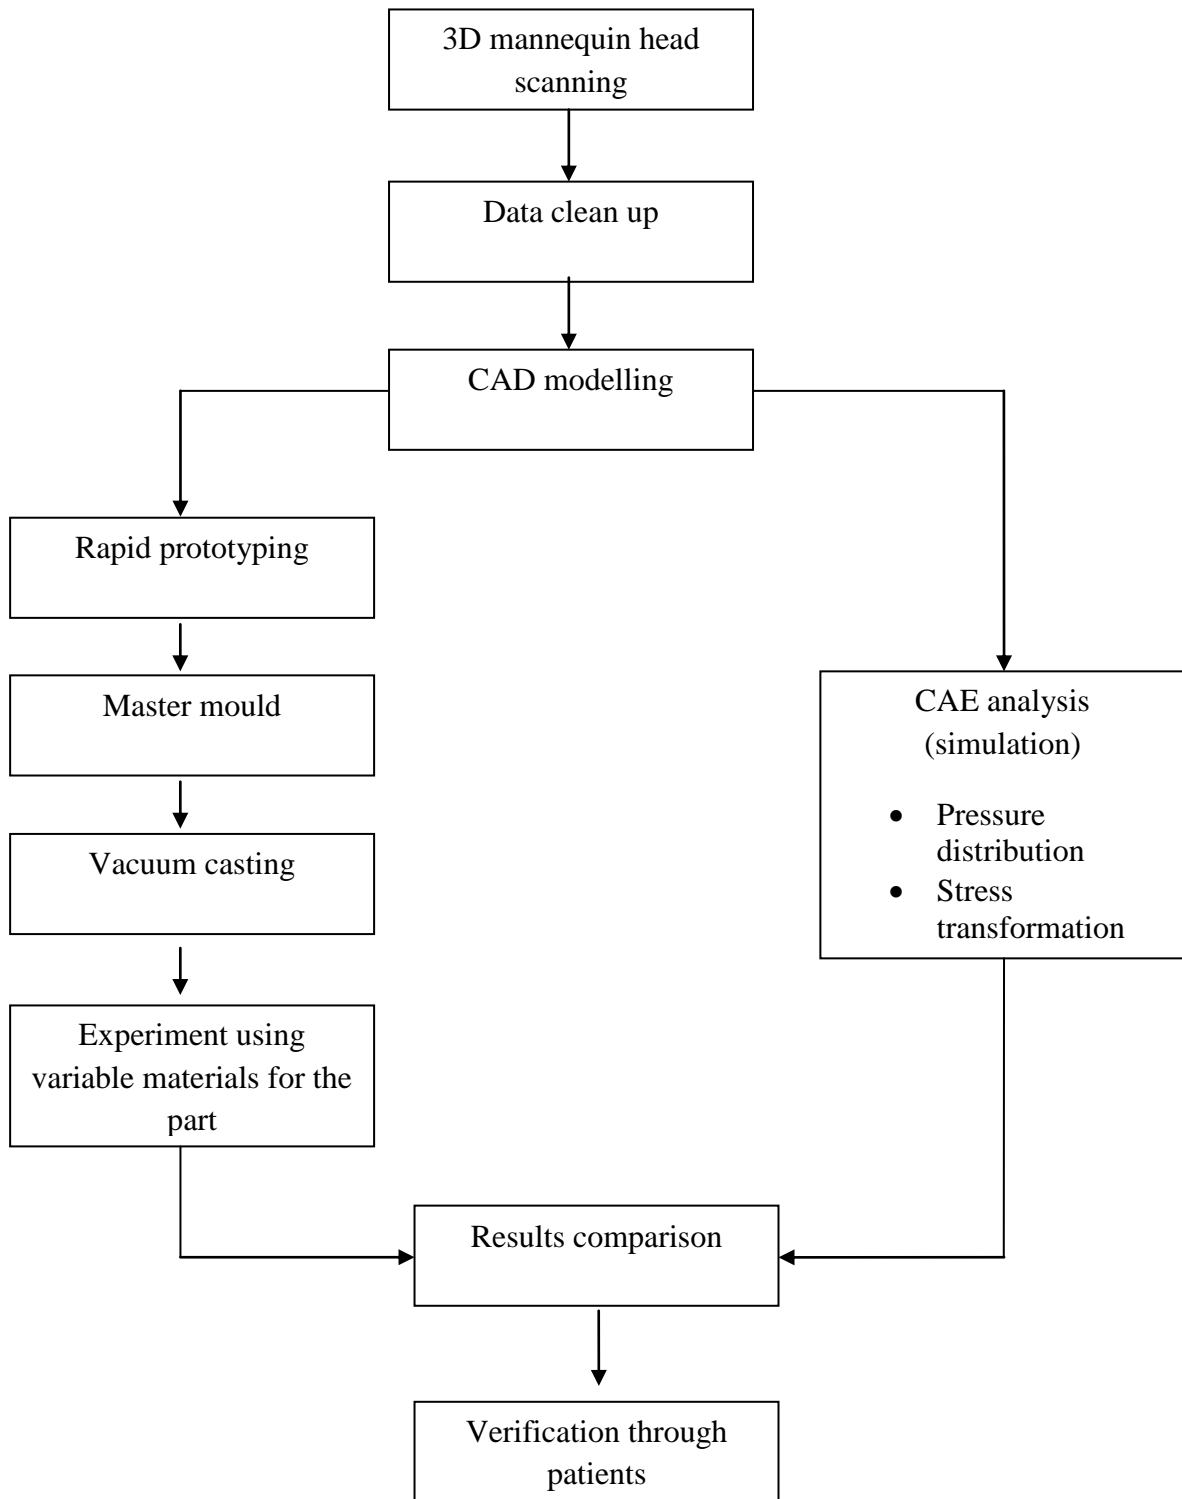 3D mannequin head
scanning
Data clean up
CAD modelling
Rapid prototyping
Master mould
Vacuum casting
Experiment using
variable materials for the
part
CAE analysis
(simulation)
• Pressure
distribution
• Stress
transformation
Results comparison
Verification through
patients